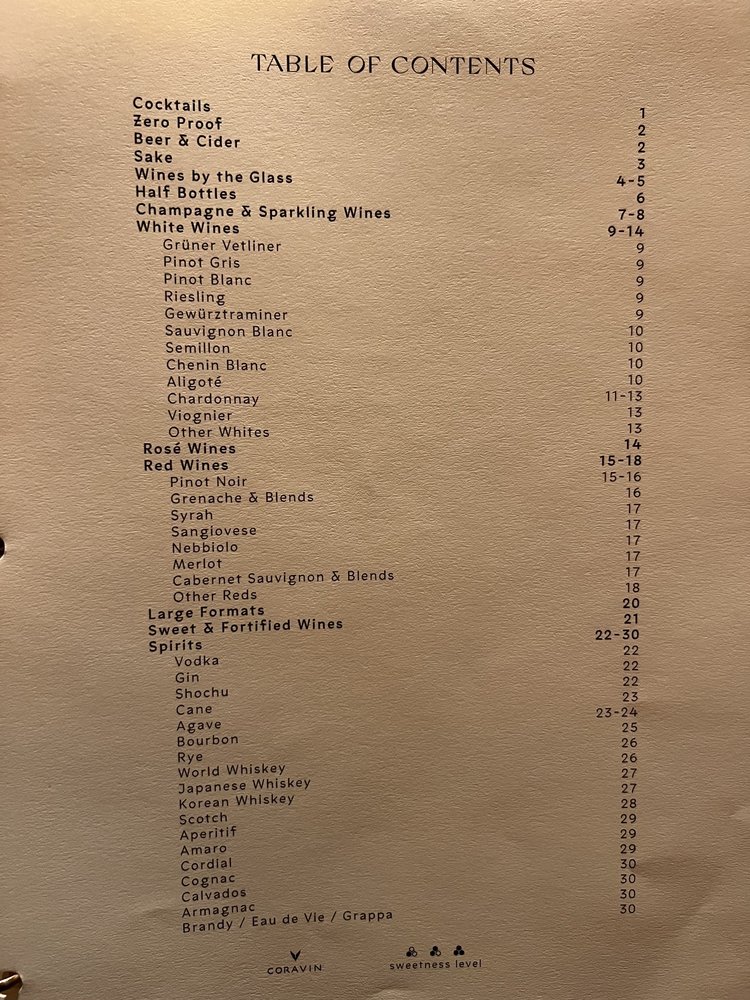 TABLE OF CONTENTS
Cocktails 1
Zero Proof 2
Beer & Cider 2
Sake 3
Wines by the Glass 4-5
Half Bottles 6
Champagne & Sparkling Wines 7-8
White Wines 9-14
Grüner Vetliner 9
Pinot Gris 9
Pinot Blanc 9
Riesling 9
Gewürztraminer 9
Sauvignon Blanc 10
Semillon 10
Chenin Blanc 10
Aligoté 10
Chardonnay 11-13
Viognier 13
Other Whites 13
Rosé Wines 14
Red Wines 15-18
Pinot Noir 15-16
Grenache & Blends 16
Syrah 17
Sangiovese 17
Nebbiolo 17
Merlot 17
Cabernet Sauvignon & Blends 17
Other Reds 18
Large Formats 20
Sweet & Fortified Wines 21
Spirits 22-30
Vodka 22
Gin 22
Shochu 22
Cane 23
Agave 23-24
Bourbon 25
Rye 26
World Whiskey 26
Japanese Whiskey 27
Korean Whiskey 27
Scotch 28
Aperitif 29
Amaro 29
Cordial 29
Cognac 30
Calvados 30
Armagnac 30
Brandy / Eau de Vie / Grappa 30
CORAVIN sweetness level